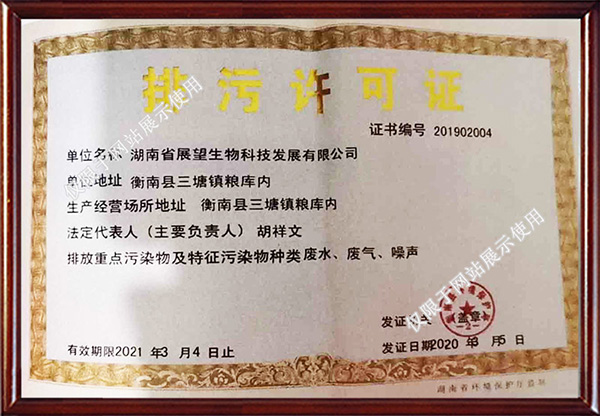 排污许可证
证书编号 201902004
单位名称 湖南省展望生物科技发展有限公司
单位地址 衡南县三塘镇粮库内
生产经营场所地址 衡南县三塘镇粮库内
法定代表人（主要负责人）胡祥文
排放重点污染物及特征污染物种类 废水、废气、噪声
发证机关 （盖章）
有效期限2021年3月4日止
发证日期2020年3月5日
湖南省环境保护厅监制
仅限于网站展示使用
仅限于网站展示使用